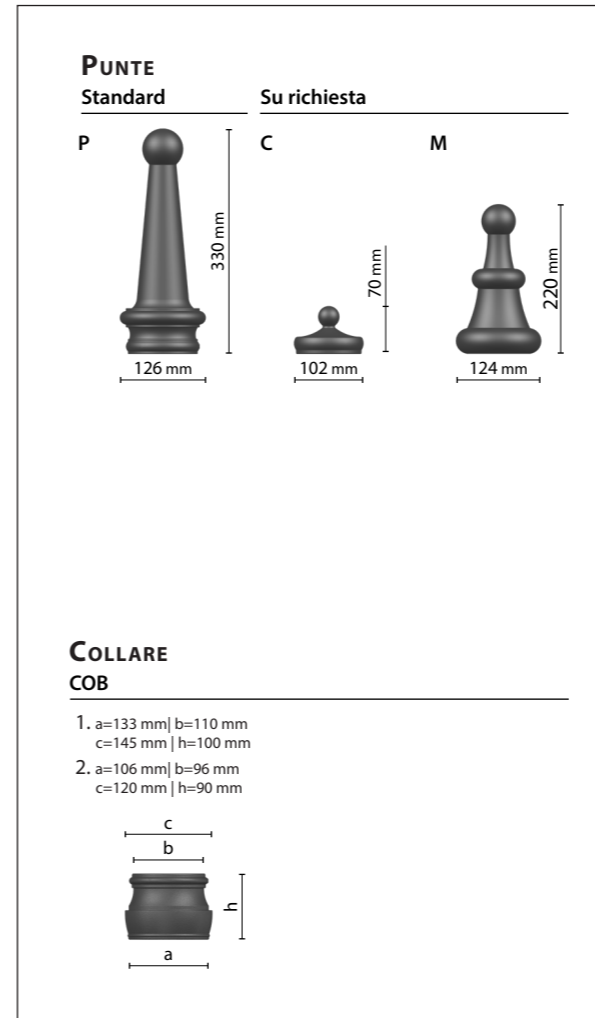 PUNTE
Standard
Su richiesta
P
C
M
330 mm
70 mm
220 mm
126 mm
102 mm
124 mm
COLLARE
COB
1. a=133 mm| b=110 mm
c=145 mm | h=100 mm
2. a=106 mm| b=96 mm
c=120 mm | h=90 mm
c
b
h
a